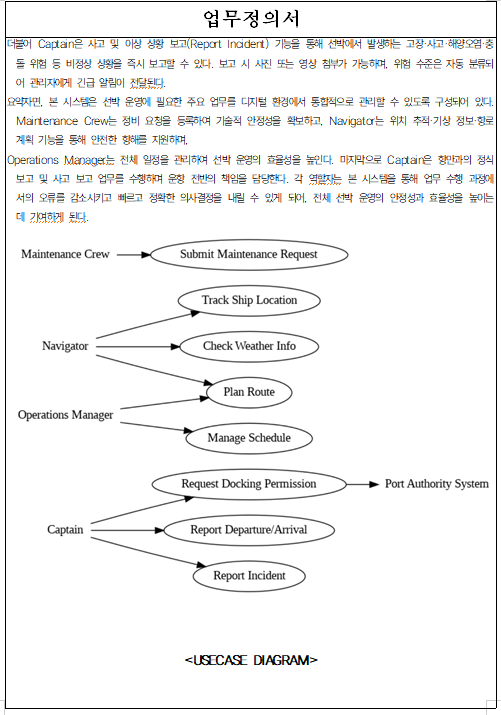 업무정의서
더불어 Captain은 사고 및 이상 상황 보고(Report Incident) 기능을 통해 선박에서 발생하는 고장·사고·해양오염·충
돌 위험 등 비정상 상황을 즉시 보고할 수 있다. 보고 시 사진 또는 영상 첨부가 가능하며, 위험 수준은 자동 분류되
어 관리자에게 긴급 알림이 전달된다.
요약하자면, 본 시스템은 선박 운영에 필요한 주요 업무를 디지털 환경에서 통합적으로 관리할 수 있도록 구성되어 있다.
Maintenance Crew는 정비 요청을 등록하여 기술적 안정성을 확보하고, Navigator는 위치 추적·기상 정보·항로
계획 기능을 통해 안전한 항해를 지원하며,
Operations Manager는 전체 일정을 관리하여 선박 운영의 효율성을 높인다. 마지막으로 Captain은 항만과의 정식
보고 및 사고 보고 업무를 수행하며 운항 전반의 책임을 담당한다. 각 역할자는 본 시스템을 통해 업무 수행 과정에
서의 오류를 감소시키고 빠르고 정확한 의사결정을 내릴 수 있게 되어, 전체 선박 운영의 안정성과 효율성을 높이는
데 기여하게 된다.
Maintenance Crew
Submit Maintenance Request
Track Ship Location
Navigator
Check Weather Info
Plan Route
Operations Manager
Manage Schedule
Request Docking Permission
Port Authority System
Captain
Report Departure/Arrival
Report Incident
<USECASE DIAGRAM>